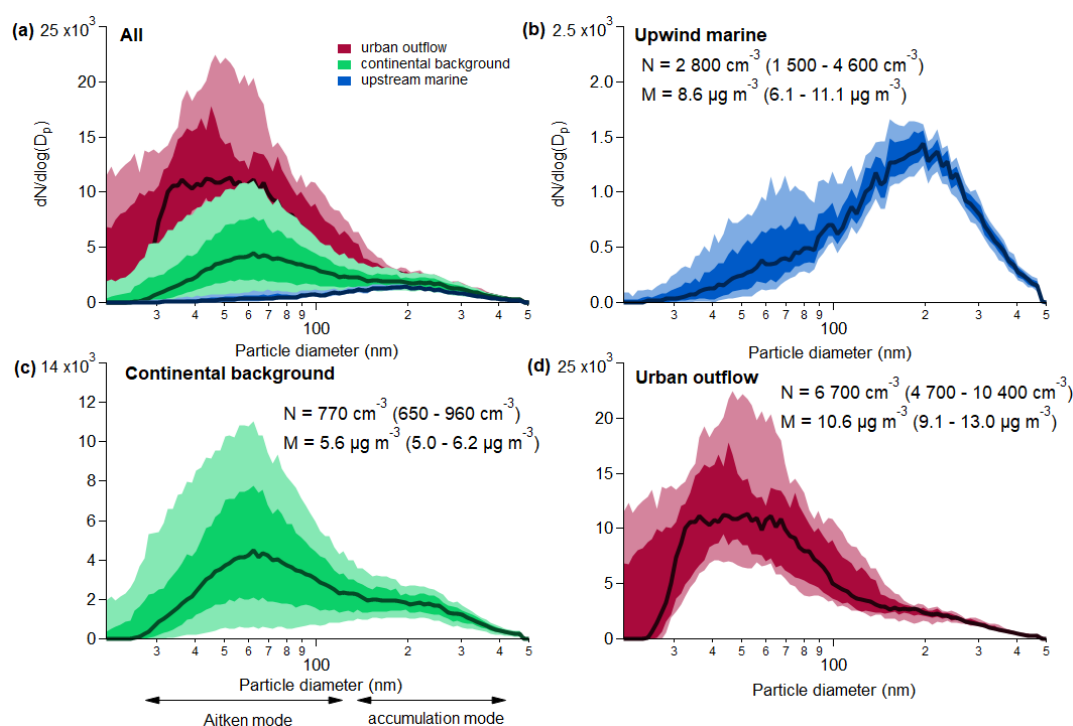 (a) All
25 x10³
20
15
10
5
0
dN/dlog(Dp)
urban outflow
continental background
upstream marine
3 4 5 6 7 8 9 100 2 3 4 5
Particle diameter (nm)
(b) Upwind marine
N = 2 800 cm⁻³ (1 500 - 4 600 cm⁻³)
M = 8.6 µg m⁻³ (6.1 - 11.1 µg m⁻³)
2.5 x10³
2.0
1.5
1.0
0.5
0.0
dN/dlog(Dp)
3 4 5 6 7 8 9 100 2 3 4 5
Particle diameter (nm)
(c) Continental background
N = 770 cm⁻³ (650 - 960 cm⁻³)
M = 5.6 µg m⁻³ (5.0 - 6.2 µg m⁻³)
14 x10³
12
10
8
6
4
2
0
3 4 5 6 7 8 9 100 2 3 4 5
Particle diameter (nm)
Aitken mode accumulation mode
(d) Urban outflow
N = 6 700 cm⁻³ (4 700 - 10 400 cm⁻³)
M = 10.6 µg m⁻³ (9.1 - 13.0 µg m⁻³)
25 x10³
20
15
10
5
0
3 4 5 6 7 8 9 100 2 3 4 5
Particle diameter (nm)